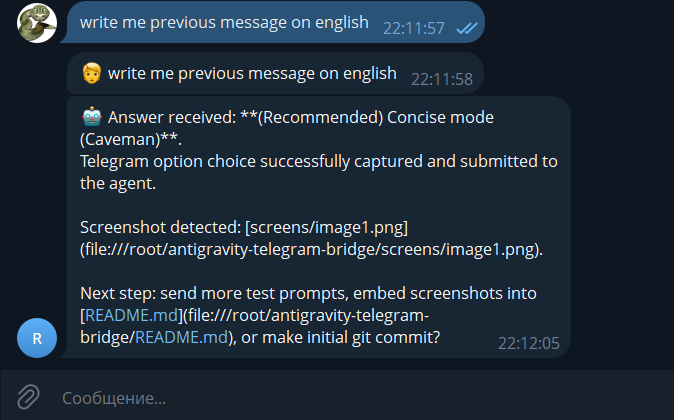 write me previous message on english 22:11:57
write me previous message on english 22:11:58
Answer received: **(Recommended) Concise mode
(Caveman)**.
Telegram option choice successfully captured and submitted to
the agent.
Screenshot detected: [screens/image1.png]
(file:///root/antigravity-telegram-bridge/screens/image1.png).
Next step: send more test prompts, embed screenshots into
[README.md](file:///root/antigravity-telegram-
bridge/README.md), or make initial git commit? 22:12:05
R
Сообщение...